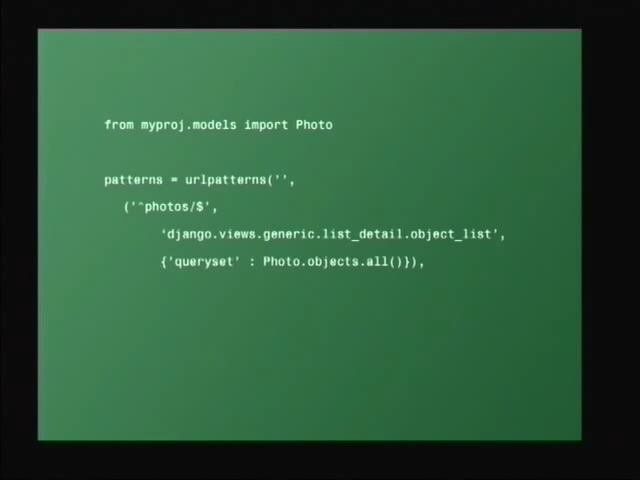 from myproj.models import Photo
patterns = urlpatterns('',
('^photos/$',
'django.views.generic.list_detail.object_list',
{'queryset' : Photo.objects.all()}),